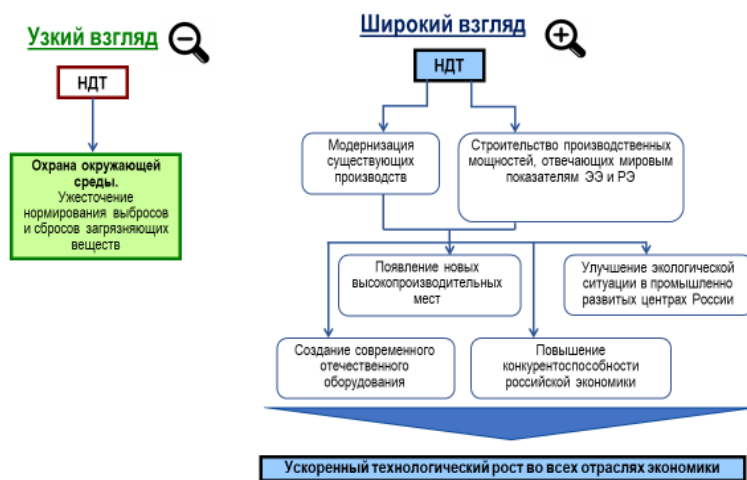 Узкий взгляд
НДТ
Охрана окружающей
среды.
Ужесточение
нормирования выбросов
и сбросов загрязняющих
веществ
Широкий взгляд
НДТ
Модернизация
существующих
производств
Строительство производственных
мощностей, отвечающих мировым
показателям ЭЭ и РЭ
Появление новых
высокопроизводительных
мест
Улучшение экологической
ситуации в промышленно
развитых центрах России
Создание современного
отечественного
оборудования
Повышение
конкурентоспособности
российской экономики
Ускоренный технологический рост во всех отраслях экономики